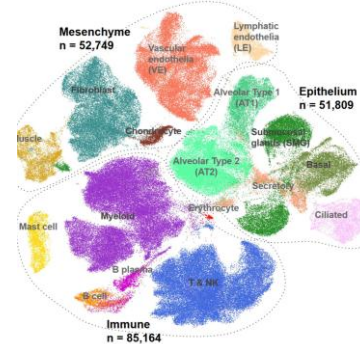 Mesenchyme
n = 52,749
Lymphatic
endothelia
(LE)
Vascular
endothelia
(VE)
Fibroblast
Alveolar Type 1
(AT1)
Epithelium
n = 51,809
Chondrocyte
Submucosal
glands (SMG)
Muscle
Alveolar Type 2
(AT2)
Basal
Secretory
Mast cell
Myeloid
Erythrocyte
Ciliated
B plasma
T & NK
B cell
Immune
n = 85,164